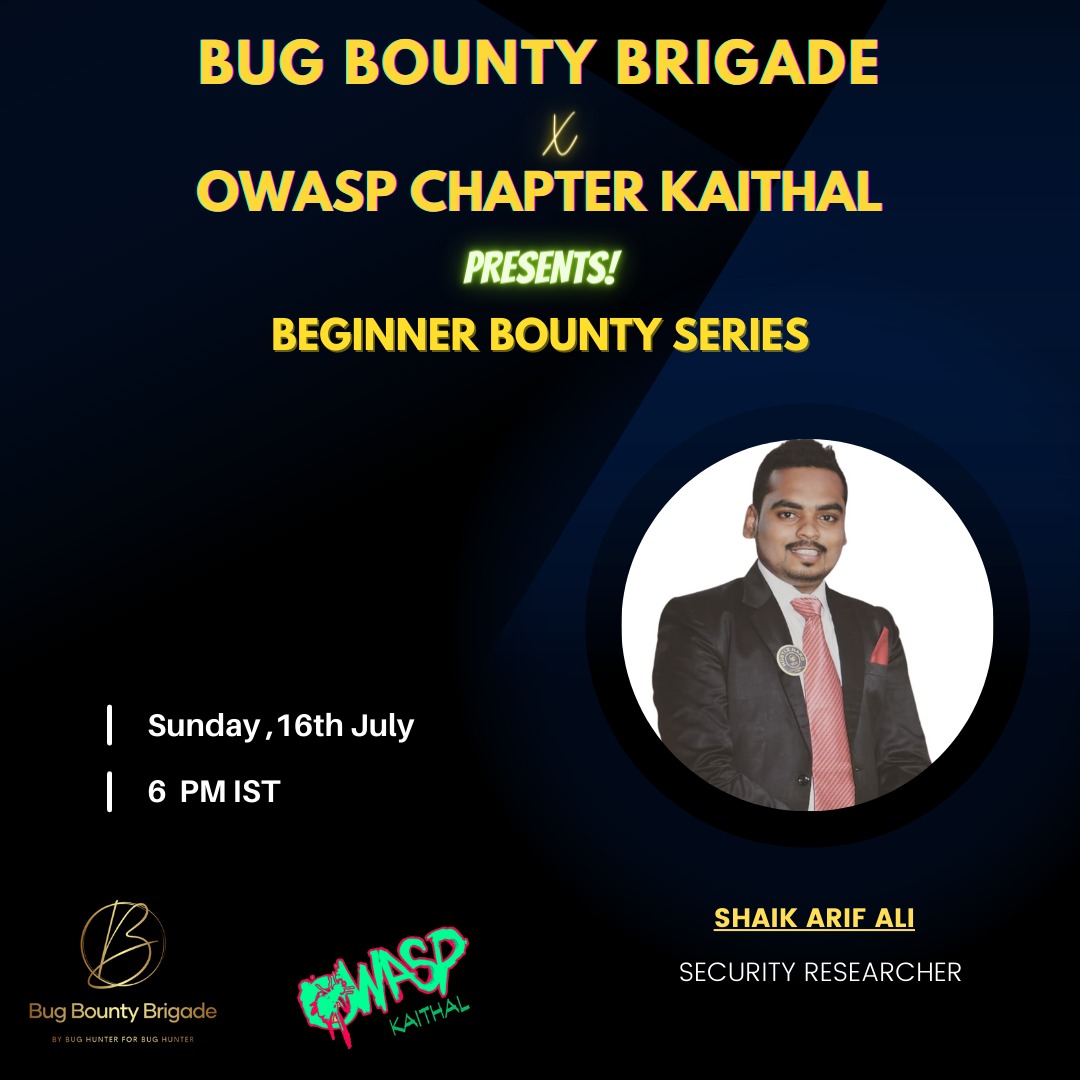 BUG BOUNTY BRIGADE
X
OWASP CHAPTER KAITHAL
PRESENTS!
BEGINNER BOUNTY SERIES
Sunday ,16th July
6 PM IST
SHAIK ARIF ALI
SECURITY RESEARCHER
B
Bug Bounty Brigade
BY BUG HUNTER FOR BUG HUNTER
OWASP
KAITHAL